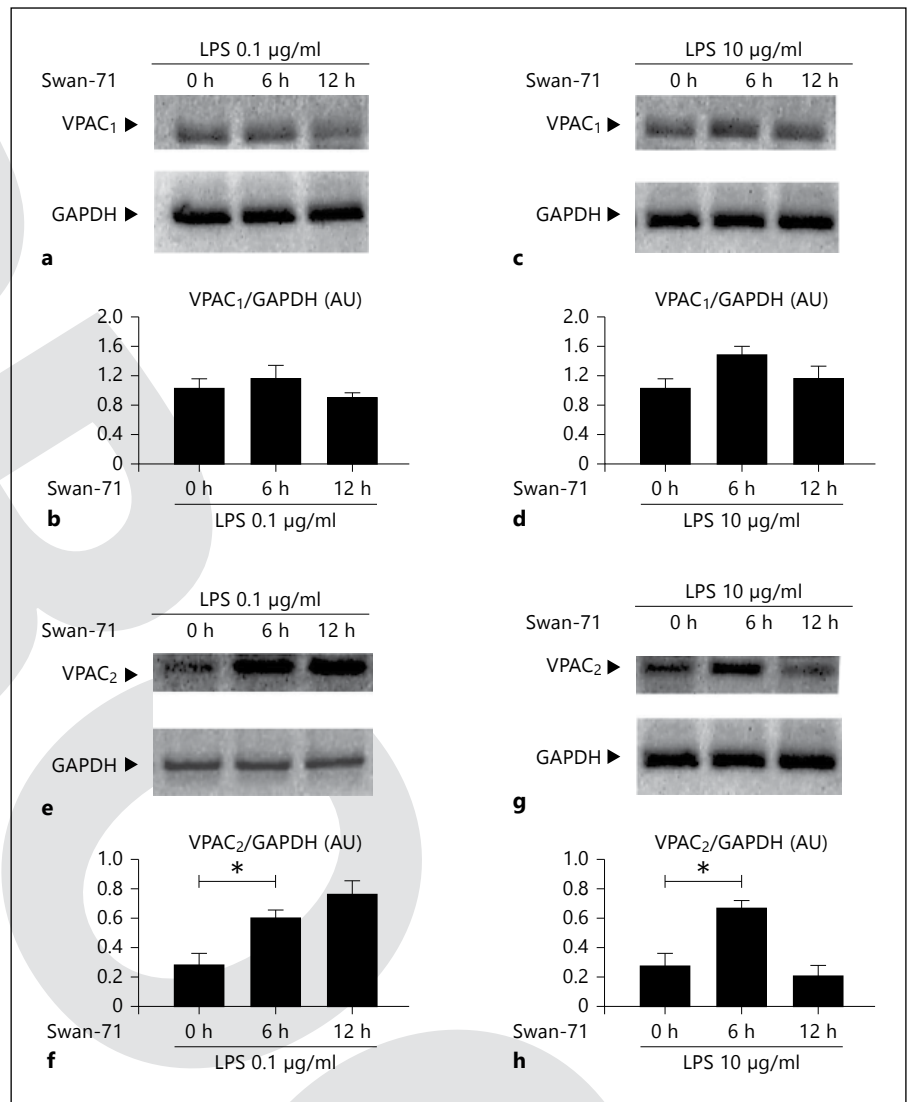 LPS 0.1 µg/ml
Swan-71 0 h 6 h 12 h
VPAC₁
GAPDH
a
VPAC₁/GAPDH (AU)
2.0
1.6
1.2
0.8
0.4
0
Swan-71 0 h 6 h 12 h
b LPS 0.1 µg/ml
LPS 10 µg/ml
Swan-71 0 h 6 h 12 h
VPAC₁
GAPDH
c
VPAC₁/GAPDH (AU)
2.0
1.6
1.2
0.8
0.4
0
Swan-71 0 h 6 h 12 h
d LPS 10 µg/ml
LPS 0.1 µg/ml
Swan-71 0 h 6 h 12 h
VPAC₂
GAPDH
e
VPAC₂/GAPDH (AU)
1.0
0.8
0.6
0.4
0.2
0
*
Swan-71 0 h 6 h 12 h
f LPS 0.1 µg/ml
LPS 10 µg/ml
Swan-71 0 h 6 h 12 h
VPAC₂
GAPDH
g
VPAC₂/GAPDH (AU)
1.0
0.8
0.6
0.4
0.2
0
*
Swan-71 0 h 6 h 12 h
h LPS 10 µg/ml